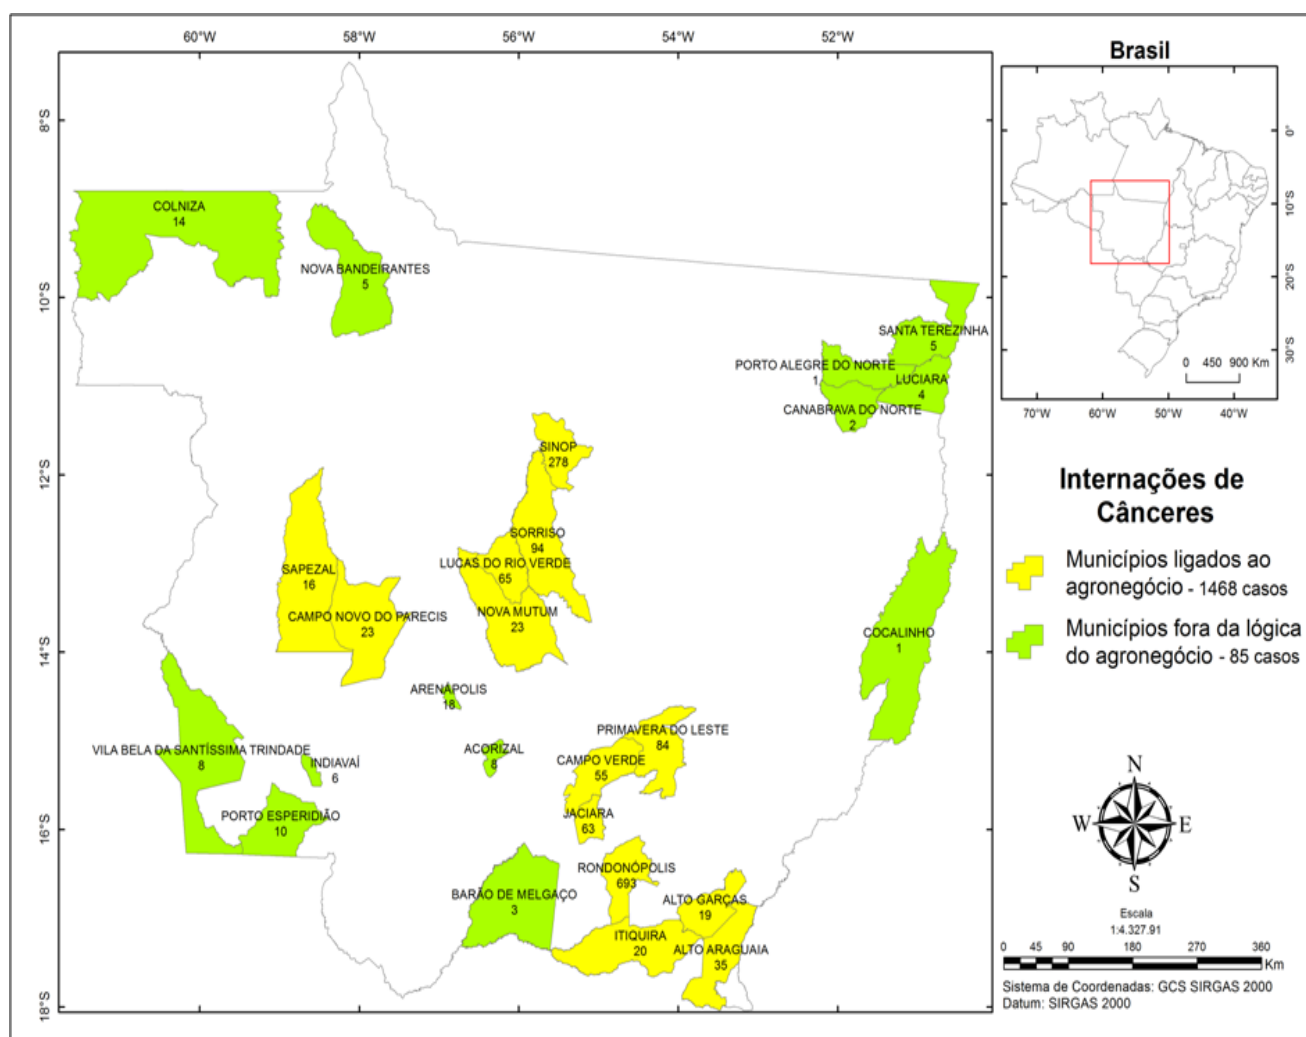 60°W 58°W 56°W 54°W 52°W
8°S
10°S
12°S
14°S
16°S
18°S
COLNIZA
14
NOVA BANDEIRANTES
5
SANTA TEREZINHA
5
PORTO ALEGRE DO NORTE
1
LUCIARA
4
CANABRAVA DO NORTE
2
SINOP
278
SORRISO
94
LUCAS DO RIO VERDE
65
SAPEZAL
16
CAMPO NOVO DO PARECIS
23
NOVA MUTUM
23
COCALINHO
1
ARENÁPOLIS
18
VILA BELA DA SANTÍSSIMA TRINDADE
8
INDIAVAÍ
6
ACORIZAL
8
PRIMAVERA DO LESTE
84
CAMPO VERDE
55
JACIARA
63
PORTO ESPERIDIÃO
10
RONDONÓPOLIS
693
BARÃO DE MELGAÇO
3
ALTO GARÇAS
19
ITIQUIRA
20
ALTO ARAGUAIA
35
Brasil
0°
10°S
20°S
30°S
0 450 900 Km
70°W 60°W 50°W 40°W
Internações de
Cânceres
Municípios ligados ao
agronegócio - 1468 casos
Municípios fora da lógica
do agronegócio - 85 casos
N
W E
S
Escala
1:4.327.91
0 45 90 180 270 360
Km
Sistema de Coordenadas: GCS SIRGAS 2000
Datum: SIRGAS 2000